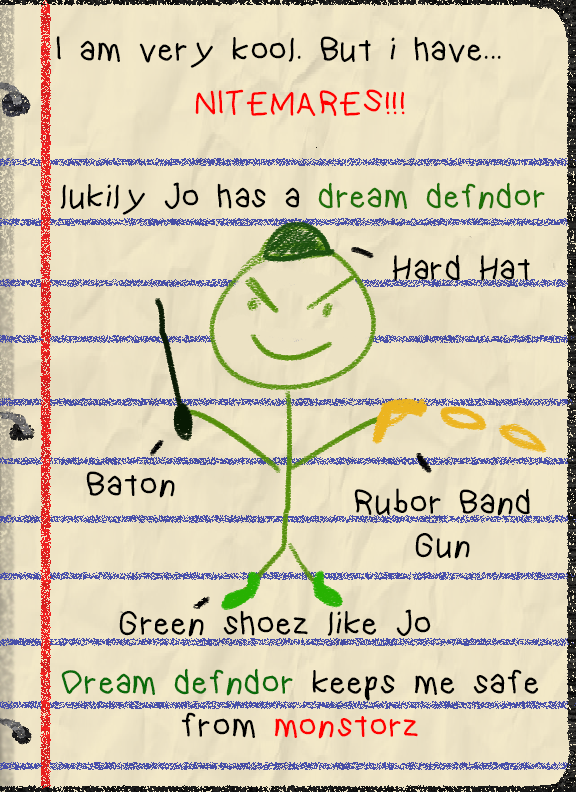 I am very kool. But i have...
NITEMARES!!!
lukily Jo has a dream defndor
Hard Hat
Baton
Rubor Band
Gun
Green shoez like Jo
Dream defndor keeps me safe
from monstorz